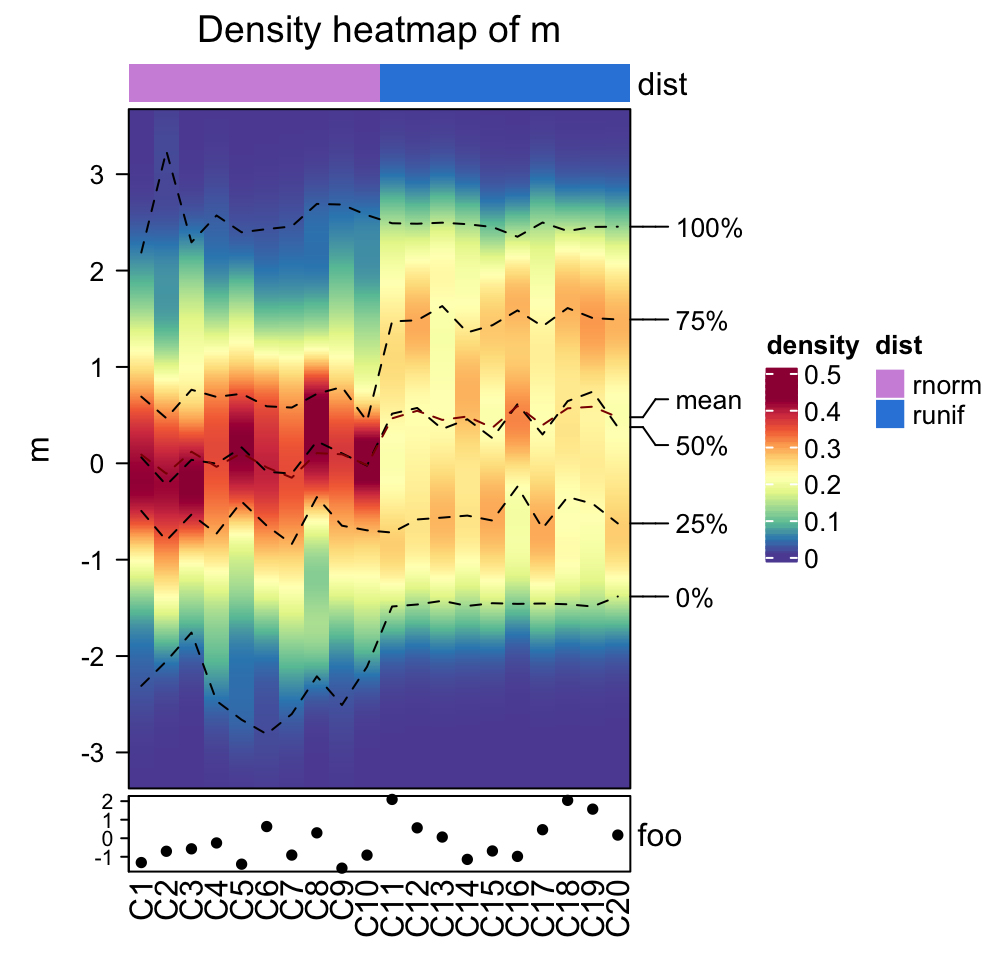 Density heatmap of m
dist
m
3
2
1
0
-1
-2
-3
100%
75%
mean
50%
25%
0%
density
0.5
0.4
0.3
0.2
0.1
0
dist
rnorm
runif
2
1
0
-1
foo
C1
C2
C3
C4
C5
C6
C7
C8
C9
C10
C11
C12
C13
C14
C15
C16
C17
C18
C19
C20